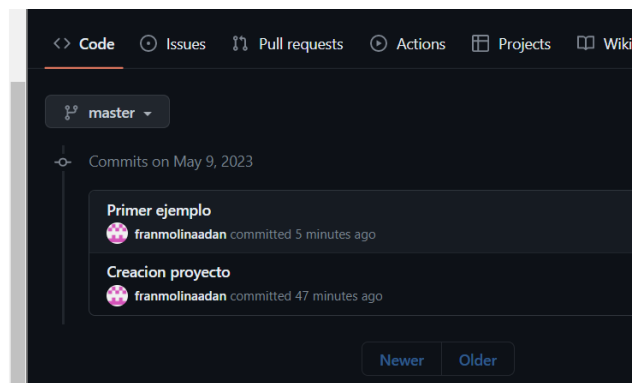 Code Issues Pull requests Actions Projects Wiki
master
Commits on May 9, 2023
Primer ejemplo
franmolinaadan committed 5 minutes ago
Creacion proyecto
franmolinaadan committed 47 minutes ago
Newer Older